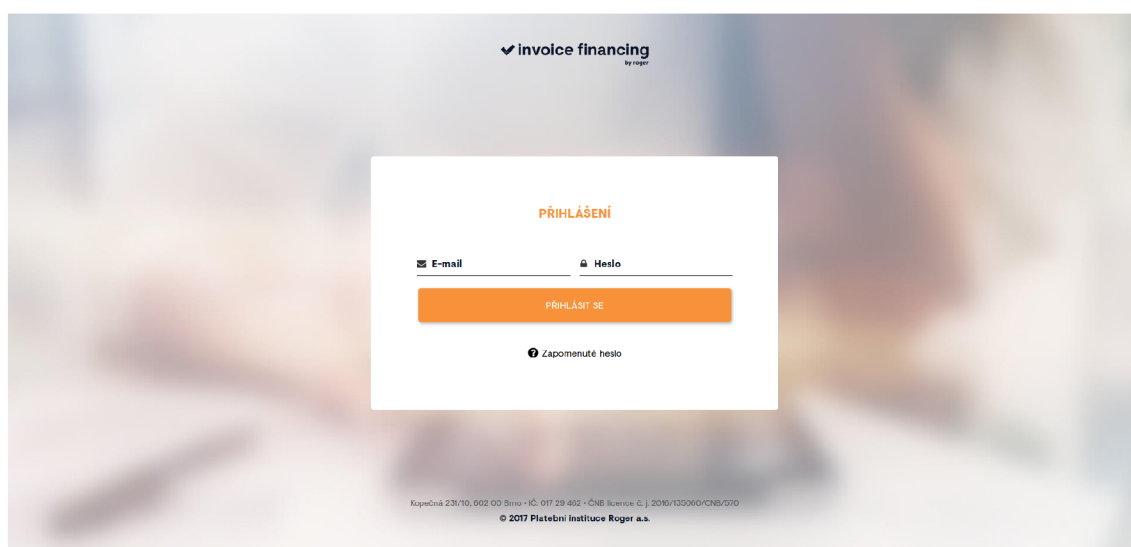 invoice financing
by roger
PŘIHLÁŠENÍ
E-mail Heslo
PŘIHLÁSIT SE
Zapomenuté heslo
Kopečná 231/10, 602 00 Brno • IČ: 017 29 462 • ČNB licence č. j. 2016/135060/CNB/570
© 2017 Platební instituce Roger a.s.